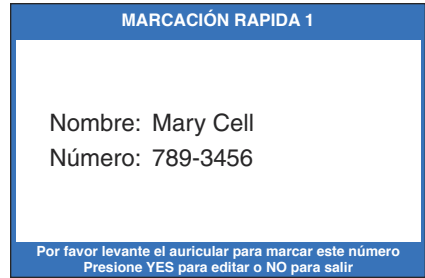 MARCACIÓN RAPIDA 1
Nombre: Mary Cell
Número: 789-3456
Por favor levante el auricular para marcar este número
Presione YES para editar o NO para salir